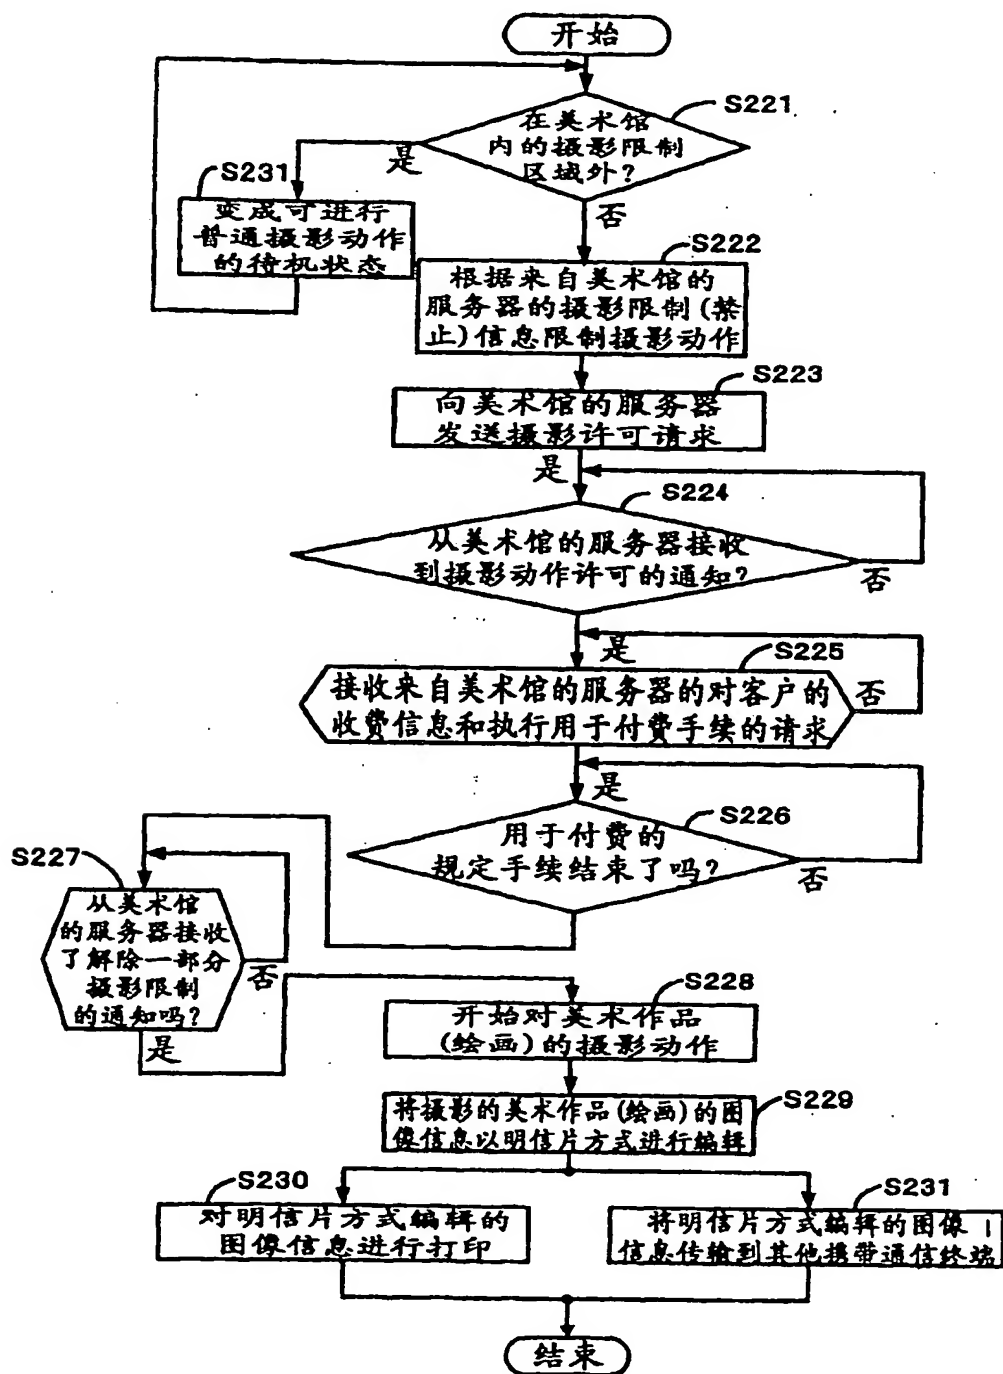 开始
S221
在美术馆
内的摄影限制
区域外?
是
否
S231
变成可进行
普通摄影动作
的待机状态
S222
根据来自美术馆的
服务器的摄影限制(禁
止)信息限制摄影动作
S223
向美术馆的服务器
发送摄影许可请求
是
S224
从美术馆的服务器接收
到摄影动作许可的通知?
否
是
S225
接收来自美术馆的服务器的对客户的
收费信息和执行用于付费手续的请求
否
是
S226
用于付费的
规定手续结束了吗?
否
S227
从美术馆
的服务器接收
了解除一部分
摄影限制
的通知吗?
否
是
S228
开始对美术作品
(绘画)的摄影动作
S229
将摄影的美术作品(绘画)的图
像信息以明信片方式进行编辑
S230
对明信片方式编辑的
图像信息进行打印
S231
将明信片方式编辑的图像
信息传输到其他携带通信终端
结束